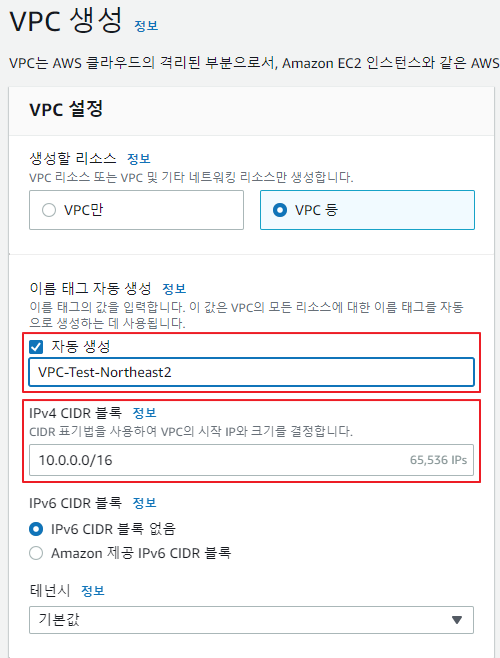 VPC 생성 정보
VPC는 AWS 클라우드의 격리된 부분으로서, Amazon EC2 인스턴스와 같은 AWS
VPC 설정
생성할 리소스 정보
VPC 리소스 또는 VPC 및 기타 네트워킹 리소스만 생성합니다.
VPC만
VPC 등
이름 태그 자동 생성 정보
이름 태그의 값을 입력합니다. 이 값은 VPC의 모든 리소스에 대한 이름 태그를 자동
으로 생성하는 데 사용됩니다.
자동 생성
VPC-Test-Northeast2
IPv4 CIDR 블록 정보
CIDR 표기법을 사용하여 VPC의 시작 IP와 크기를 결정합니다.
10.0.0.0/16 65,536 IPs
IPv6 CIDR 블록 정보
IPv6 CIDR 블록 없음
Amazon 제공 IPv6 CIDR 블록
테넌시 정보
기본값